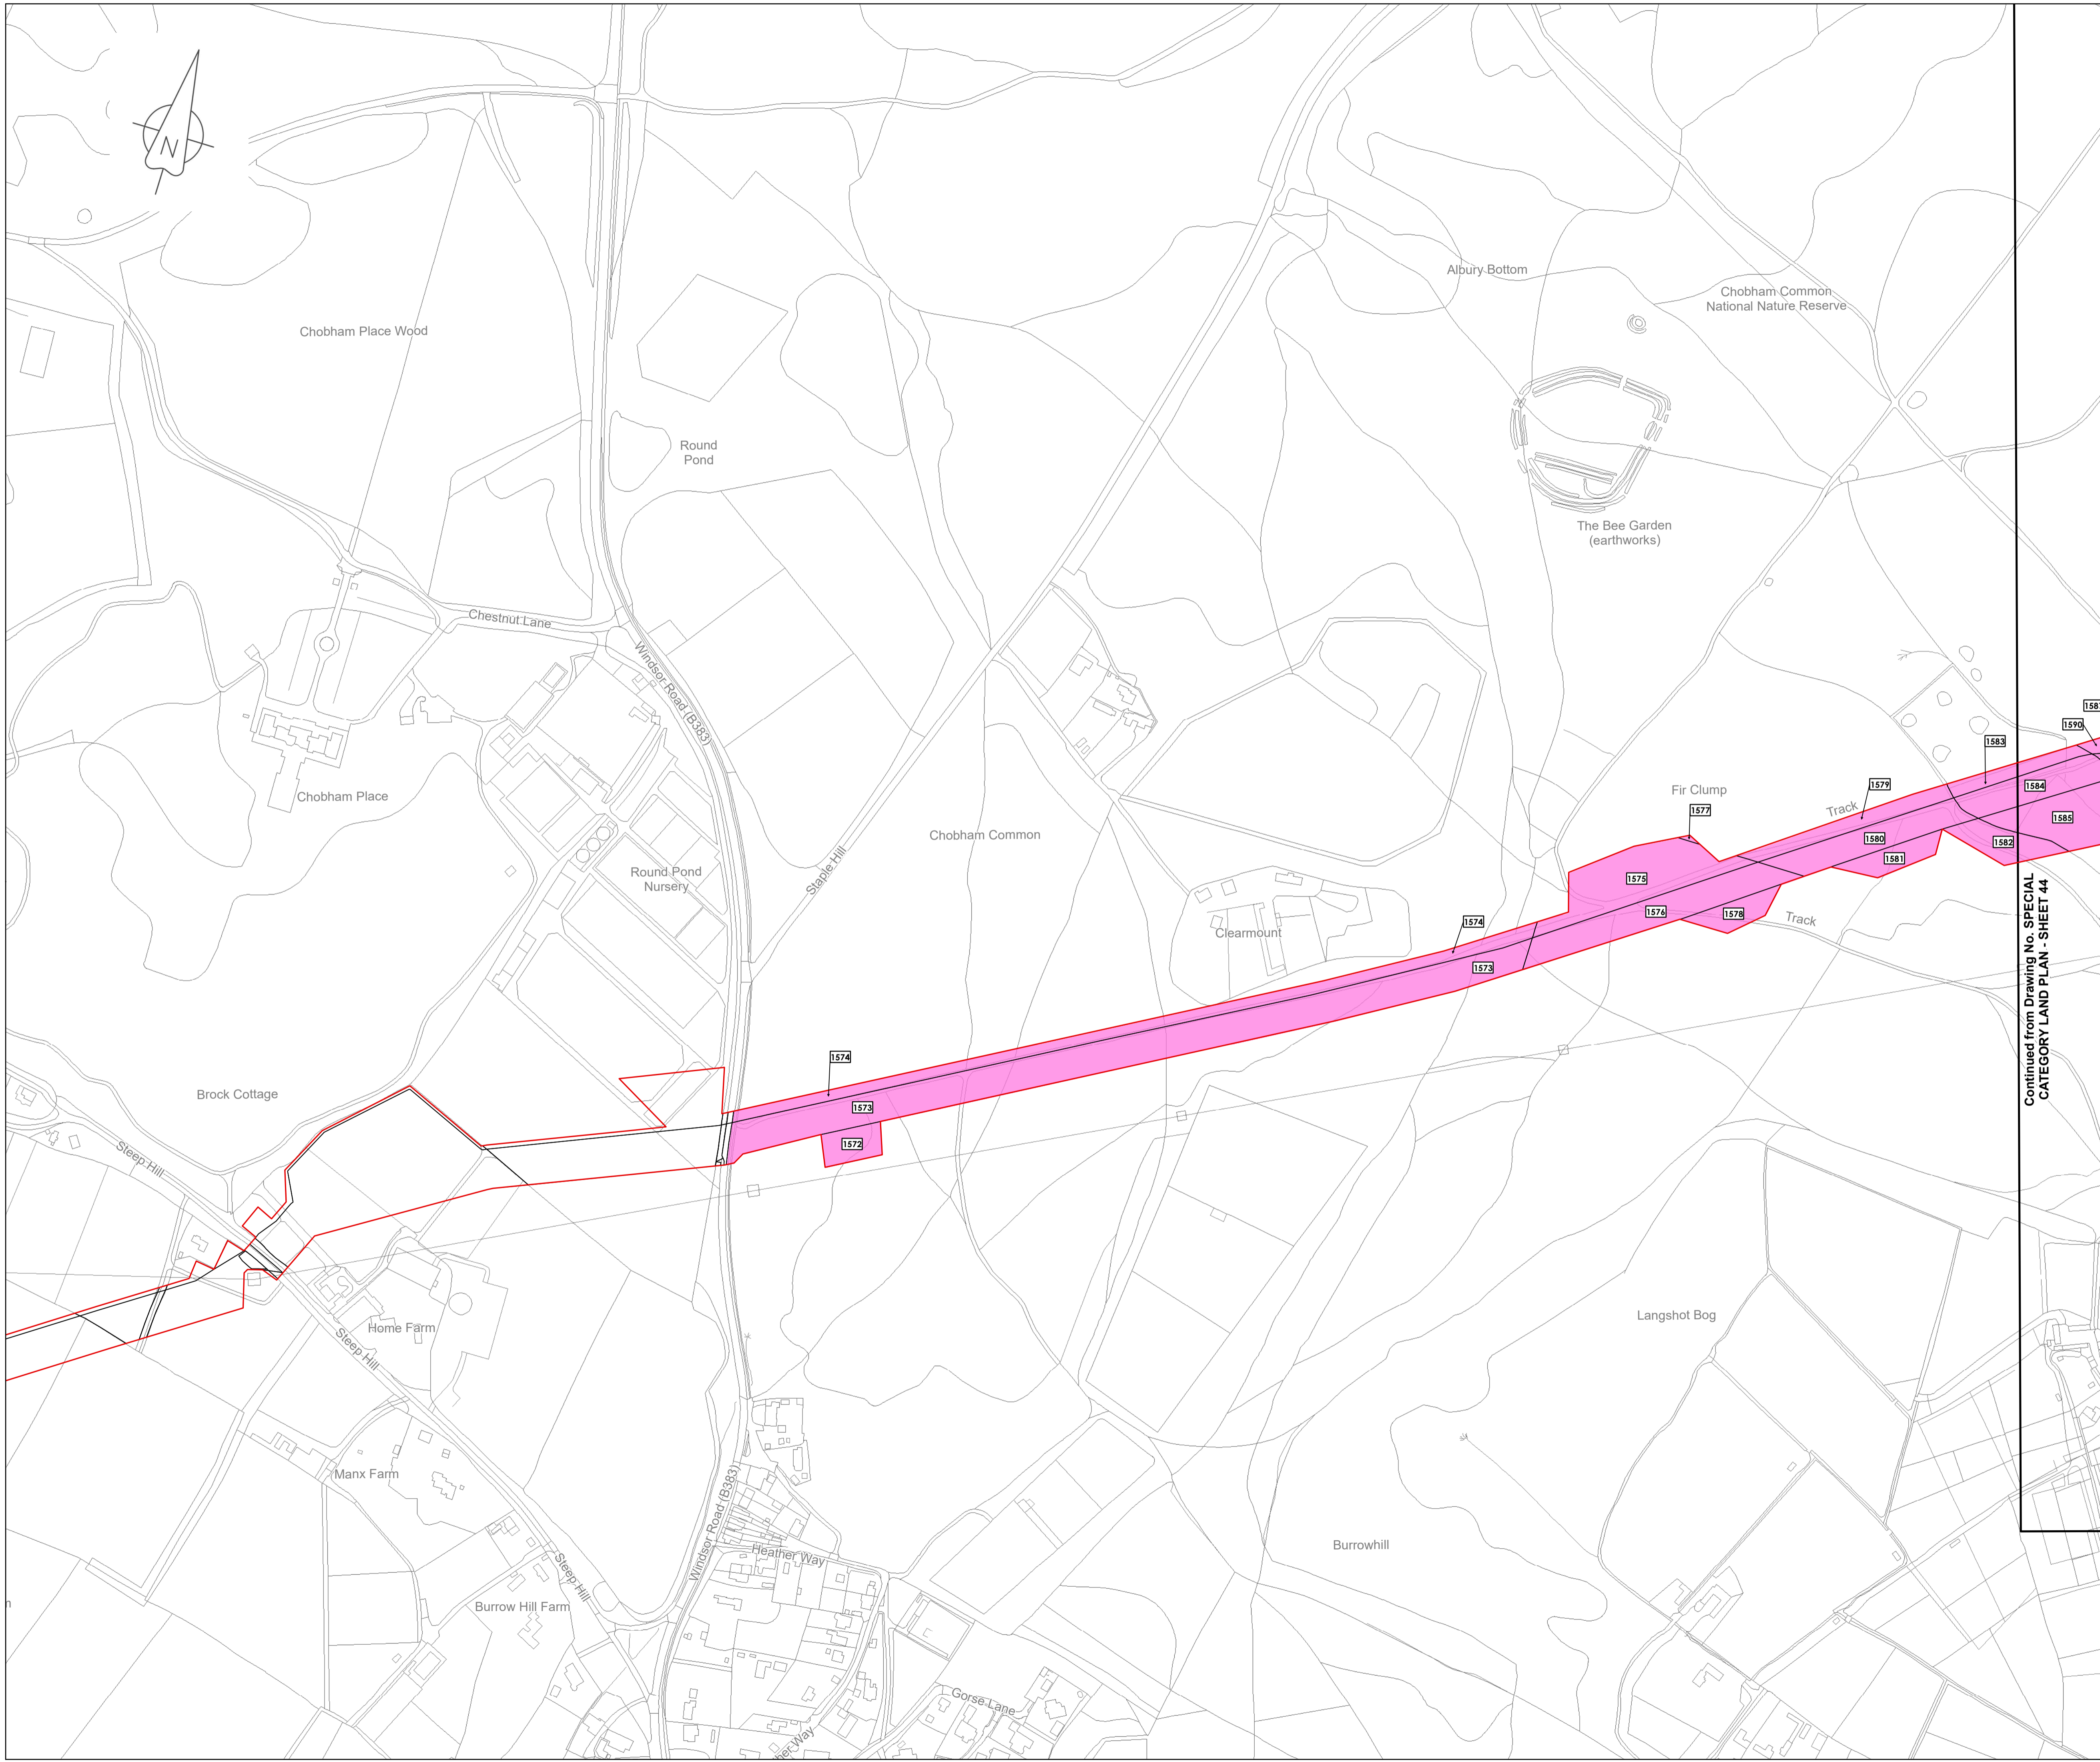 N
Chobham Place Wood
Albury Bottom
Chobham Common
National Nature Reserve
Round
Pond
The Bee Garden
(earthworks)
Chestnut Lane
Windsor Road (B383)
1590
1583
Fir Clump
1577
Track
1579
1584
Chobham Place
Chobham Common
Staple Hill
1580
1585
1582
1581
Round Pond
Nursery
1575
1576
1578
Track
1574
Clearmount
1573
Continued from Drawing No. SPECIAL
CATEGORY LAND PLAN - SHEET 44
1574
Brock Cottage
1573
1572
Steep Hill
Home Farm
Steep Hill
Langshot Bog
Manx Farm
Windsor Road (B383)
Heather Way
Burrowhill
Steep Hill
Burrow Hill Farm
Gorse Lane